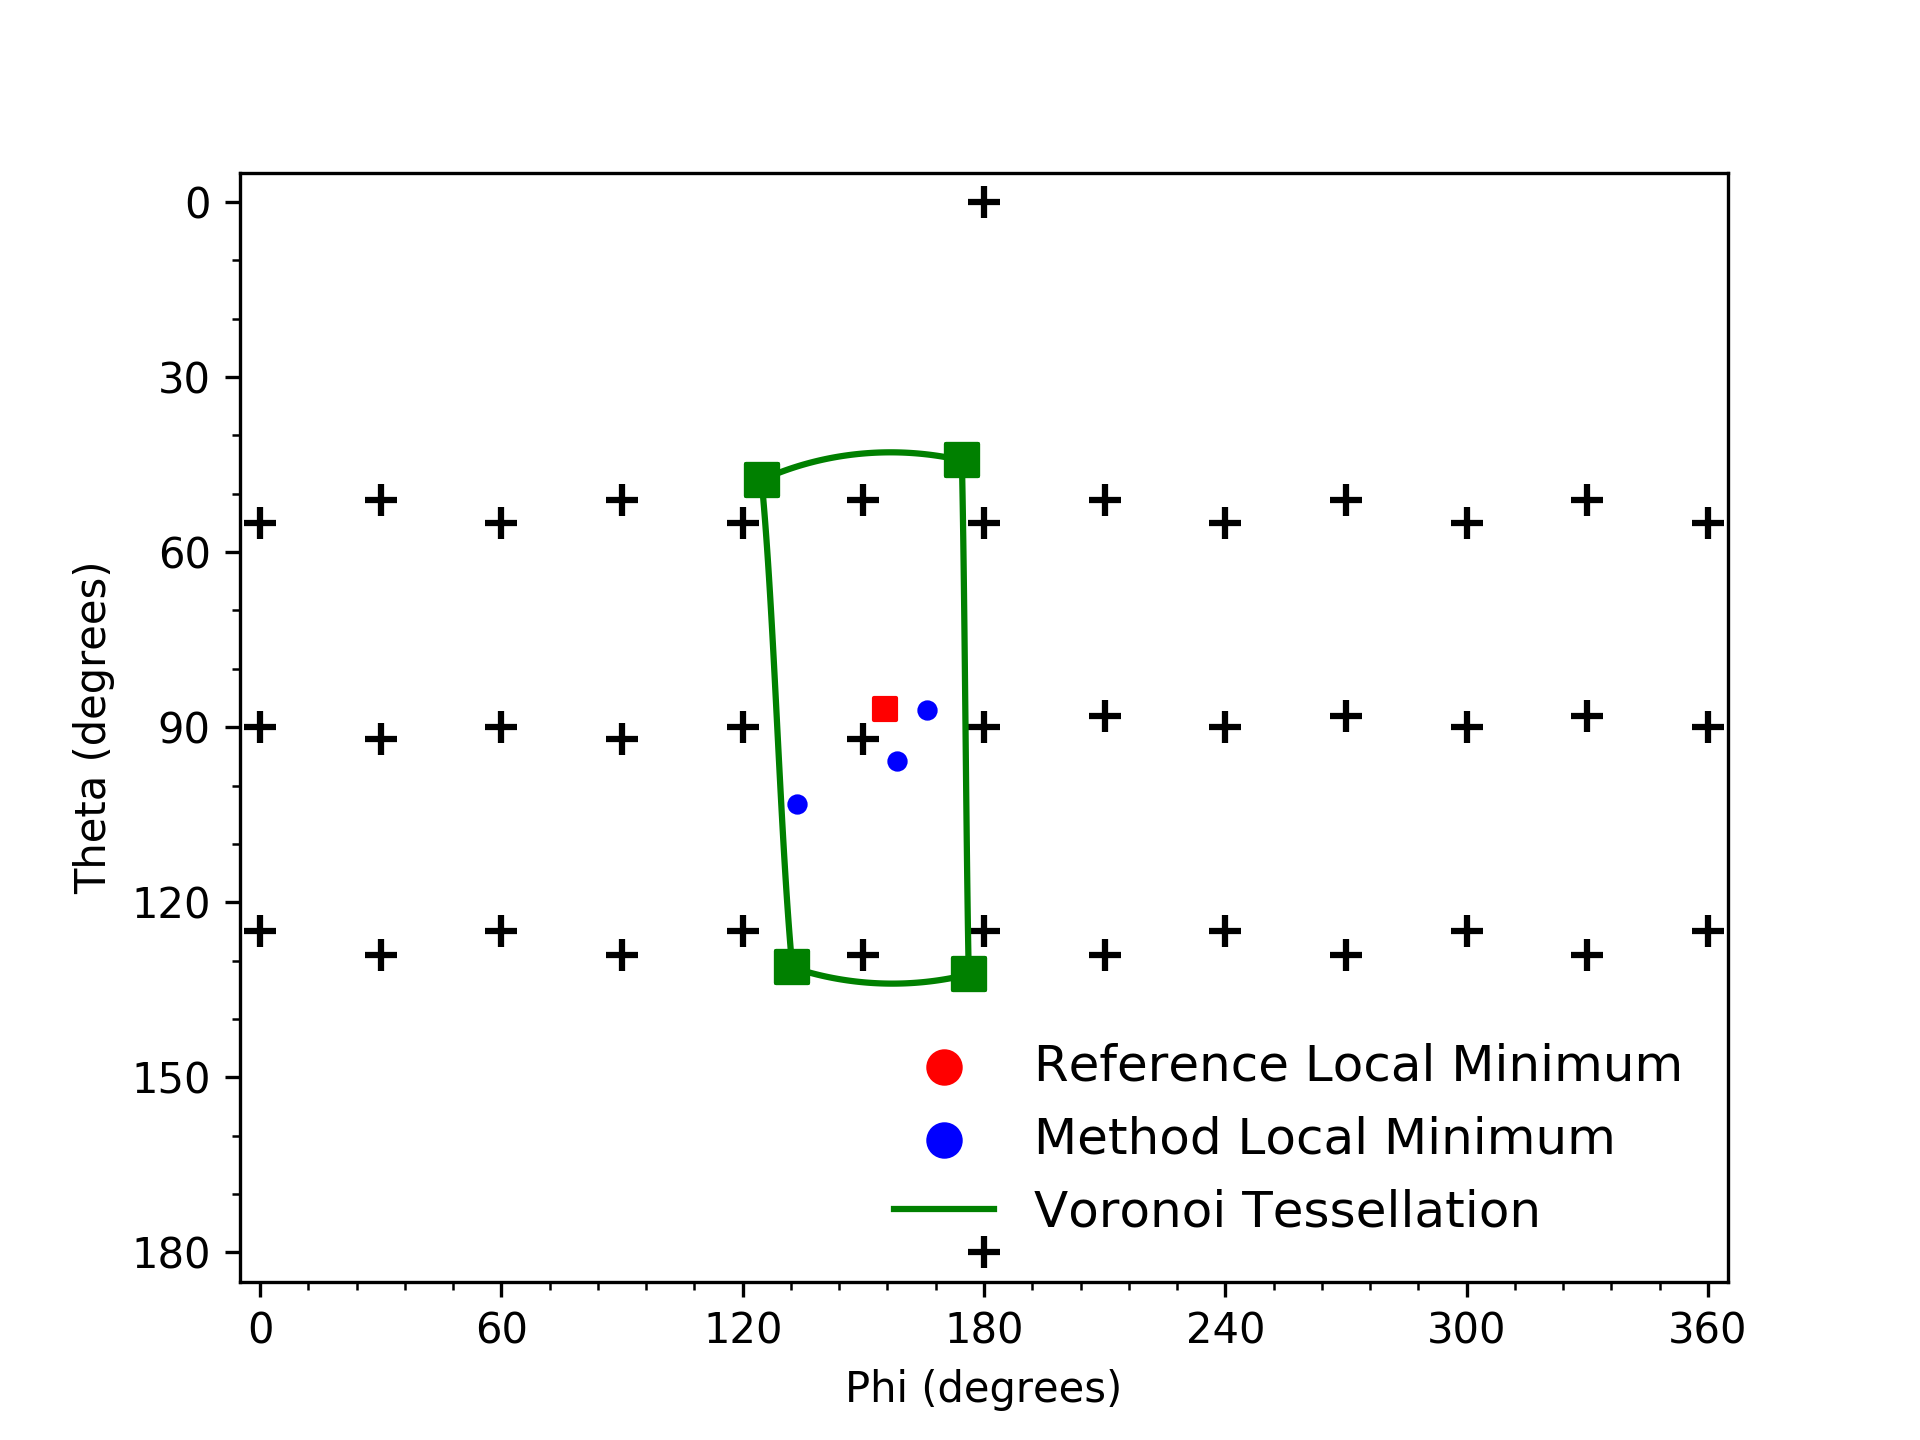 0
30
60
90
120
150
180
Theta (degrees)
Reference Local Minimum
Method Local Minimum
Voronoi Tessellation
0 60 120 180 240 300 360
Phi (degrees)